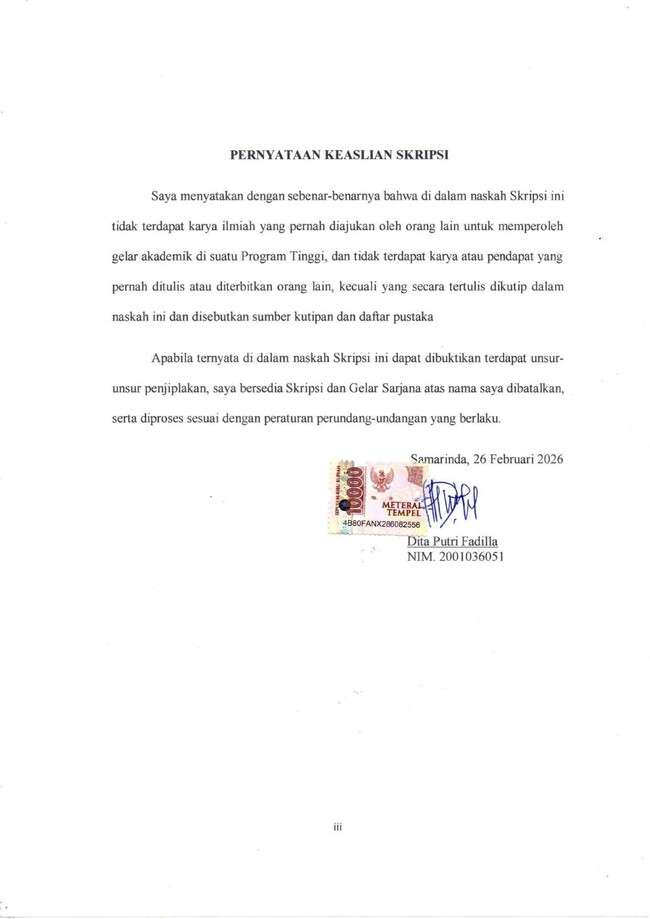 PERNYATAAN KEASLIAN SKRIPSI
Saya menyatakan dengan sebenar-benarnya bahwa di dalam naskah Skripsi ini
tidak terdapat karya ilmiah yang pernah diajukan oleh orang lain untuk memperoleh
gelar akademik di suatu Program Tinggi, dan tidak terdapat karya atau pendapat yang
pernah ditulis atau diterbitkan orang lain, kecuali yang secara tertulis dikutip dalam
naskah ini dan disebutkan sumber kutipan dan daftar pustaka
Apabila ternyata di dalam naskah Skripsi ini dapat dibuktikan terdapat unsur-
unsur penjiplakan, saya bersedia Skripsi dan Gelar Sarjana atas nama saya dibatalkan,
serta diproses sesuai dengan peraturan perundang-undangan yang berlaku.
Samarinda, 26 Februari 2026
10000
METERAI
TEMPEL
4B80FANX286082556
Dita Putri Fadilla
NIM. 2001036051
iii